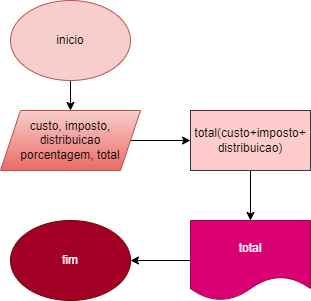 inicio
custo, imposto,
distribuicao
porcentagem, total
total(custo+imposto+
distribuicao)
total
fim